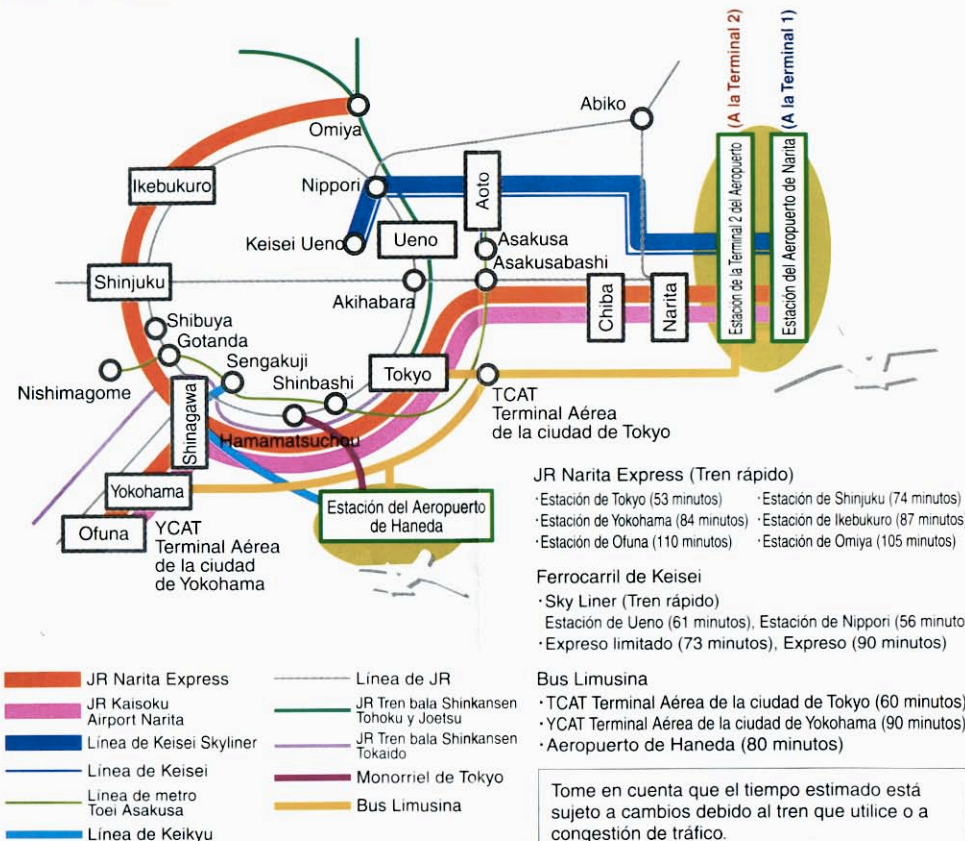 (A la Terminal 2)
(A la Terminal 1)
Abiko
Omiya
Ikebukuro
Nippori
Aoto
Estación de la Terminal 2 del Aeropuerto
Estación del Aeropuerto de Narita
Keisei Ueno
Ueno
Asakusa
Asakusabashi
Shinjuku
Akihabara
Chiba
Narita
Shibuya
Gotanda
Sengakuji
Nishimagome
Shinbashi
Tokyo
TCAT
Terminal Aérea
de la ciudad de Tokyo
Shinagawa
Hamamatsuchou
Yokohama
Estación del Aeropuerto
de Haneda
Ofuna
YCAT
Terminal Aérea
de la ciudad
de Yokohama
JR Narita Express (Tren rápido)
·Estación de Tokyo (53 minutos) ·Estación de Shinjuku (74 minutos)
·Estación de Yokohama (84 minutos) ·Estación de Ikebukuro (87 minutos
·Estación de Ofuna (110 minutos) ·Estación de Omiya (105 minutos)
Ferrocarril de Keisei
·Sky Liner (Tren rápido)
Estación de Ueno (61 minutos), Estación de Nippori (56 minuto
·Expreso limitado (73 minutos), Expreso (90 minutos)
Bus Limusina
·TCAT Terminal Aérea de la ciudad de Tokyo (60 minutos)
·YCAT Terminal Aérea de la ciudad de Yokohama (90 minutos)
·Aeropuerto de Haneda (80 minutos)
Tome en cuenta que el tiempo estimado está
sujeto a cambios debido al tren que utilice o a
congestión de tráfico.
JR Narita Express
JR Kaisoku
Airport Narita
Línea de Keisei Skyliner
Línea de Keisei
Línea de metro
Toei Asakusa
Línea de Keikyu
Línea de JR
JR Tren bala Shinkansen
Tohoku y Joetsu
JR Tren bala Shinkansen
Tokaido
Monorriel de Tokyo
Bus Limusina